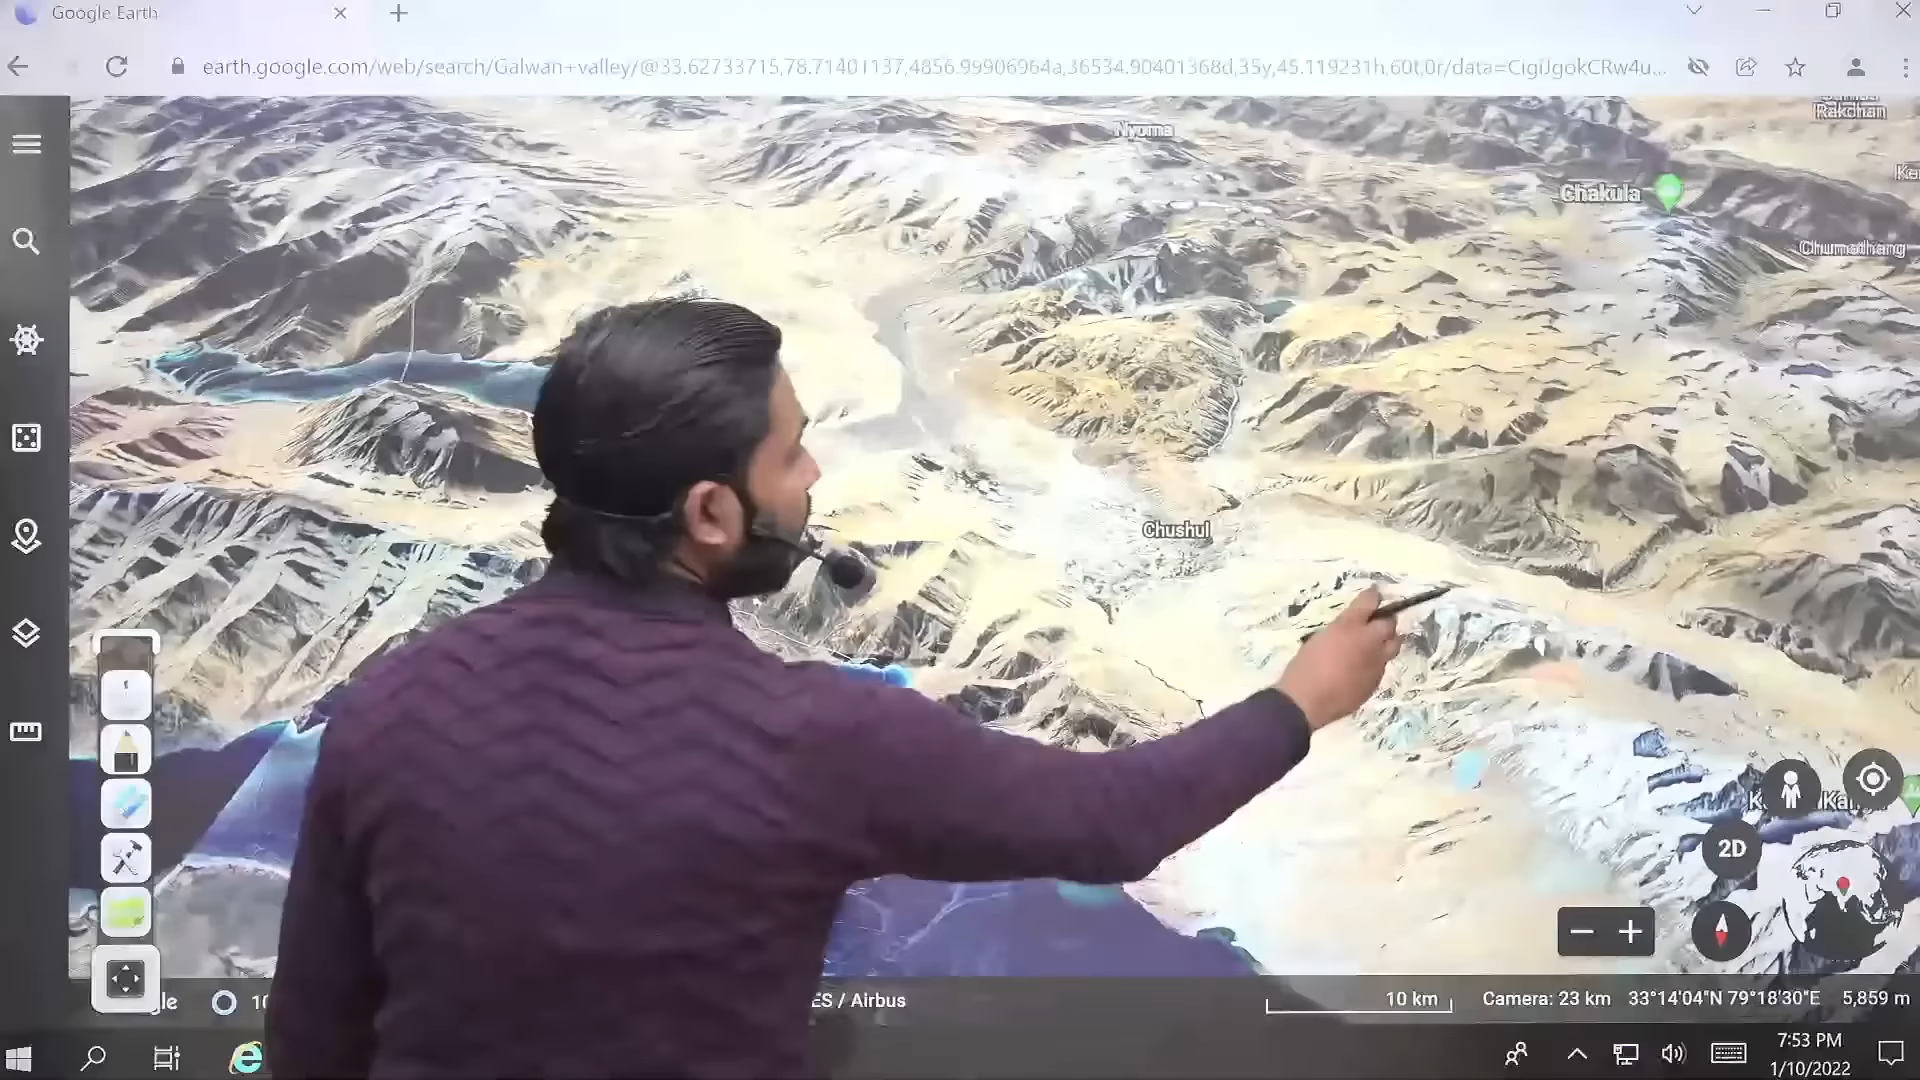 Google Earth
earth.google.com/web/search/Galwan+valley/@33.62733715,78.71401137,4856.99906964a,36534.90401368d,35y,45.119231h,60t,0r/data=CigiJgokCRw4u...
Rakchan
Nyoma
Chakula
Chumathang
Chushul
2D
ES / Airbus
10 km
Camera: 23 km
33°14'04"N 79°18'30"E
5,859 m
7:53 PM
1/10/2022